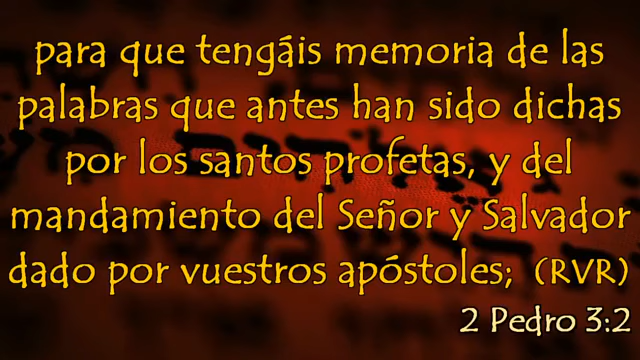 para que tengáis memoria de las
palabras que antes han sido dichas
por los santos profetas, y del
mandamiento del Señor y Salvador
dado por vuestros apóstoles; (RVR)
2 Pedro 3:2